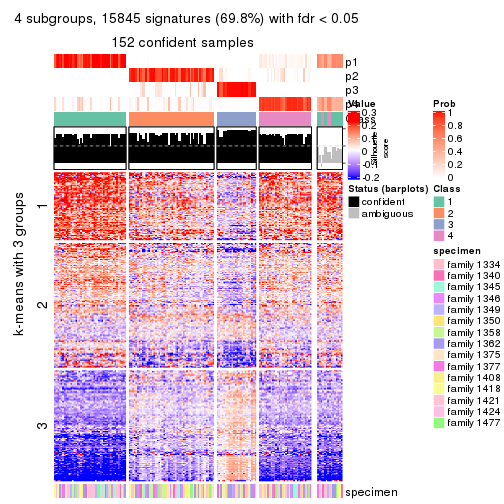 4 subgroups, 15845 signatures (69.8%) with fdr < 0.05
152 confident samples
p1
p2
p3
p4
Class
Silhouette
score
k-means with 3 groups
1
2
3
specimen
Value
0.3
0.2
0.1
0
-0.1
-0.2
Status (barplots)
confident
ambiguous
Prob
1
0.8
0.6
0.4
0.2
0
Class
1
2
3
4
specimen
family 1334
family 1340
family 1345
family 1346
family 1349
family 1350
family 1358
family 1362
family 1375
family 1377
family 1408
family 1418
family 1421
family 1424
family 1477